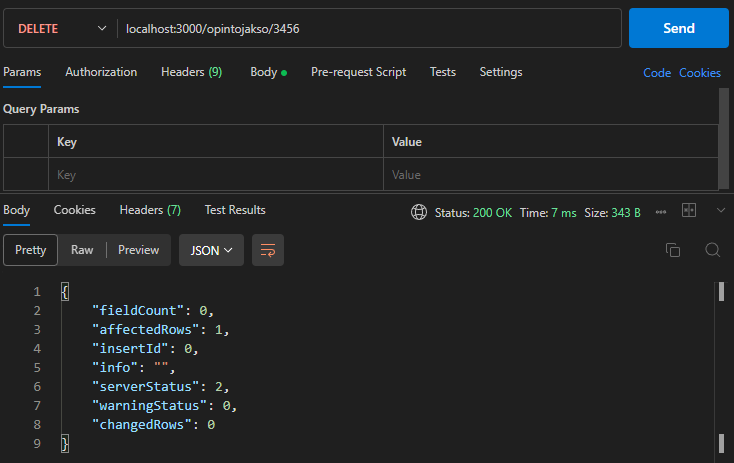 DELETE localhost:3000/opintojakso/3456 Send
Params Authorization Headers (9) Body Pre-request Script Tests Settings Code Cookies
Query Params
Key Value
Key Value
Body Cookies Headers (7) Test Results Status: 200 OK Time: 7 ms Size: 343 B
Pretty Raw Preview JSON
1 {
2 "fieldCount": 0,
3 "affectedRows": 1,
4 "insertId": 0,
5 "info": "",
6 "serverStatus": 2,
7 "warningStatus": 0,
8 "changedRows": 0
9 }